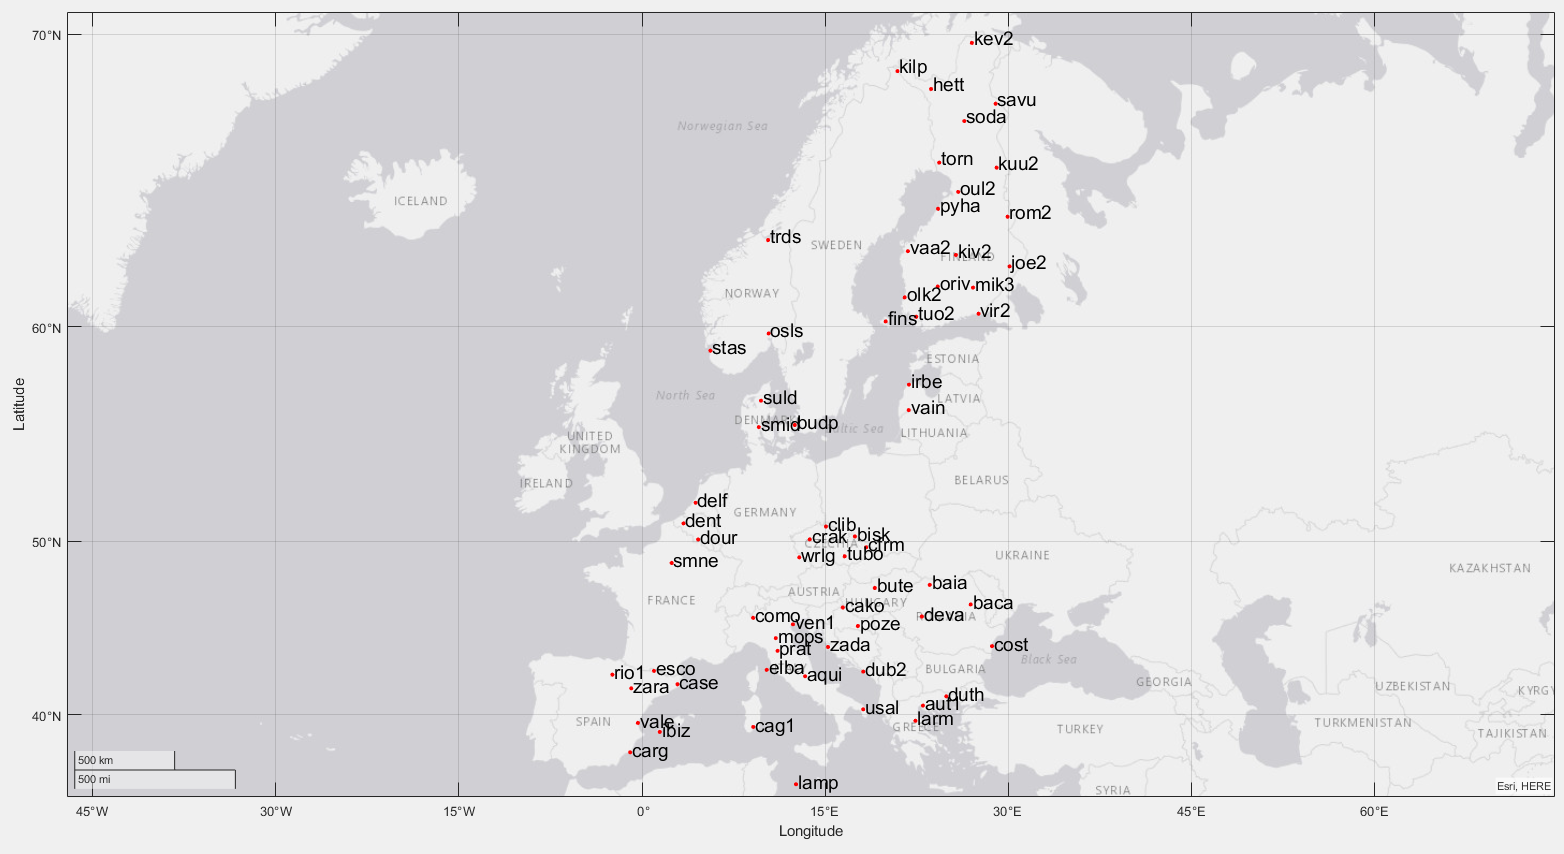 70°N
60°N
50°N
40°N
Latitude
45°W
30°W
15°W
0°
15°E
30°E
45°E
60°E
Longitude
kev2
kilp
hett
savu
soda
Norwegian Sea
torn
kuu2
oul2
ICELAND
pyha
rom2
trds
SWEDEN
vaa2
kiv2
FINLAND
joe2
oriv
mik3
NORWAY
olk2
vir2
tuo2
fins
osls
stas
ESTONIA
irbe
North Sea
suld
LATVIA
vain
DENMARK
budp
smid
Baltic Sea
LITHUANIA
UNITED
KINGDOM
IRELAND
BELARUS
delf
GERMANY
dent
clib
bisk
dour
crak
CZECHIA
ctrm
tubo
wrlg
UKRAINE
smne
KAZAKHSTAN
baia
bute
AUSTRIA
FRANCE
HUNGARY
cako
baca
deva
ROMANIA
como
ven1
poze
mops
zada
cost
prat
Black Sea
elba
aqui
dub2
BULGARIA
rio1
esco
zara
case
GEORGIA
UZBEKISTAN
KYRGY
duth
aut1
usal
larm
GREECE
SPAIN
vale
ibiz
cag1
TURKEY
TURKMENISTAN
TAJIKISTAN
carg
lamp
SYRIA
500 km
500 mi
Esri, HERE